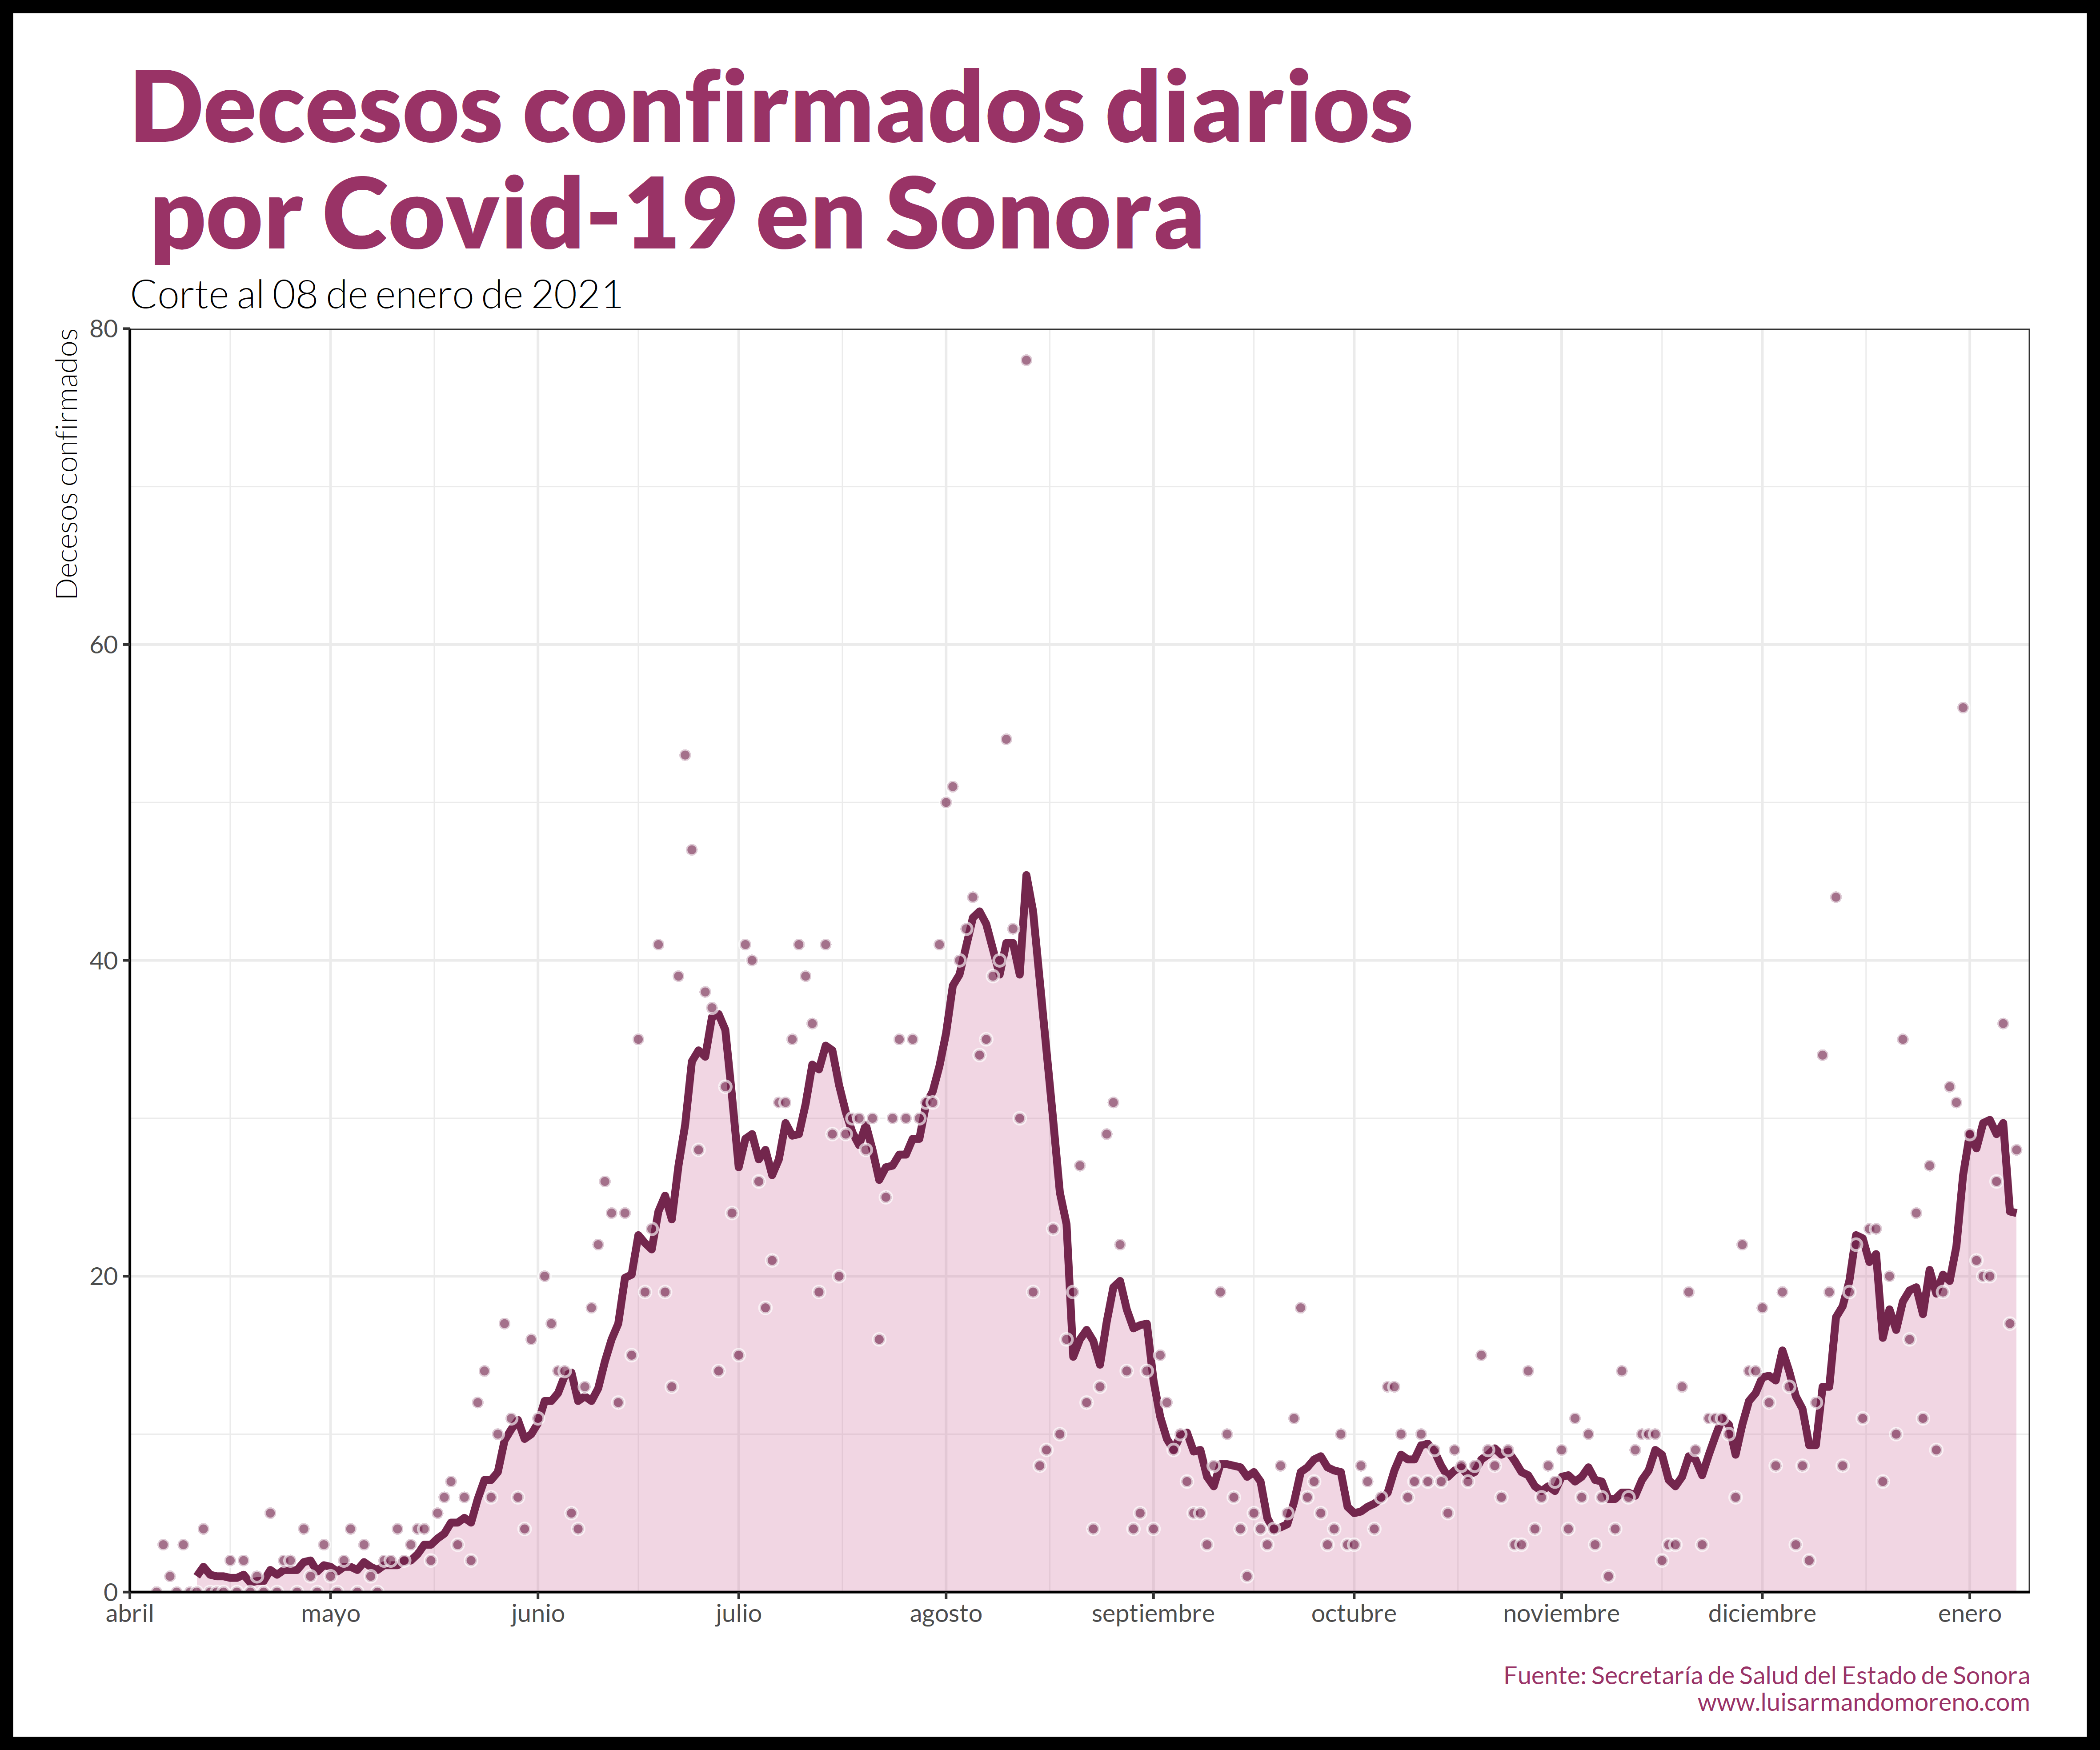 Decesos confirmados diarios
por Covid-19 en Sonora
Corte al 08 de enero de 2021
Decesos confirmados
80
60
40
20
0
abril mayo junio julio agosto septiembre octubre noviembre diciembre enero
Fuente: Secretaría de Salud del Estado de Sonora
www.luisarmandomoreno.com